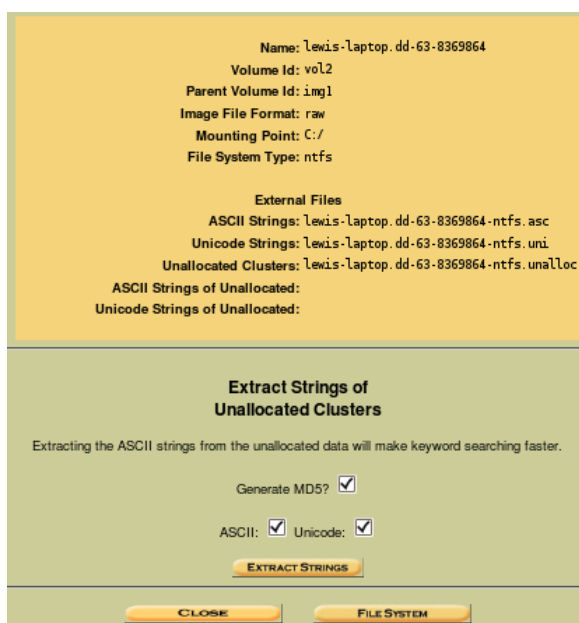 Name: lewis-laptop.dd-63-8369864
Volume Id: vol2
Parent Volume Id: img1
Image File Format: raw
Mounting Point: C:/
File System Type: ntfs
External Files
ASCII Strings: lewis-laptop.dd-63-8369864-ntfs.asc
Unicode Strings: lewis-laptop.dd-63-8369864-ntfs.uni
Unallocated Clusters: lewis-laptop.dd-63-8369864-ntfs.unalloc
ASCII Strings of Unallocated:
Unicode Strings of Unallocated:
Extract Strings of
Unallocated Clusters
Extracting the ASCII strings from the unallocated data will make keyword searching faster.
Generate MD5?
ASCII: Unicode:
EXTRACT STRINGS
CLOSE FILE SYSTEM